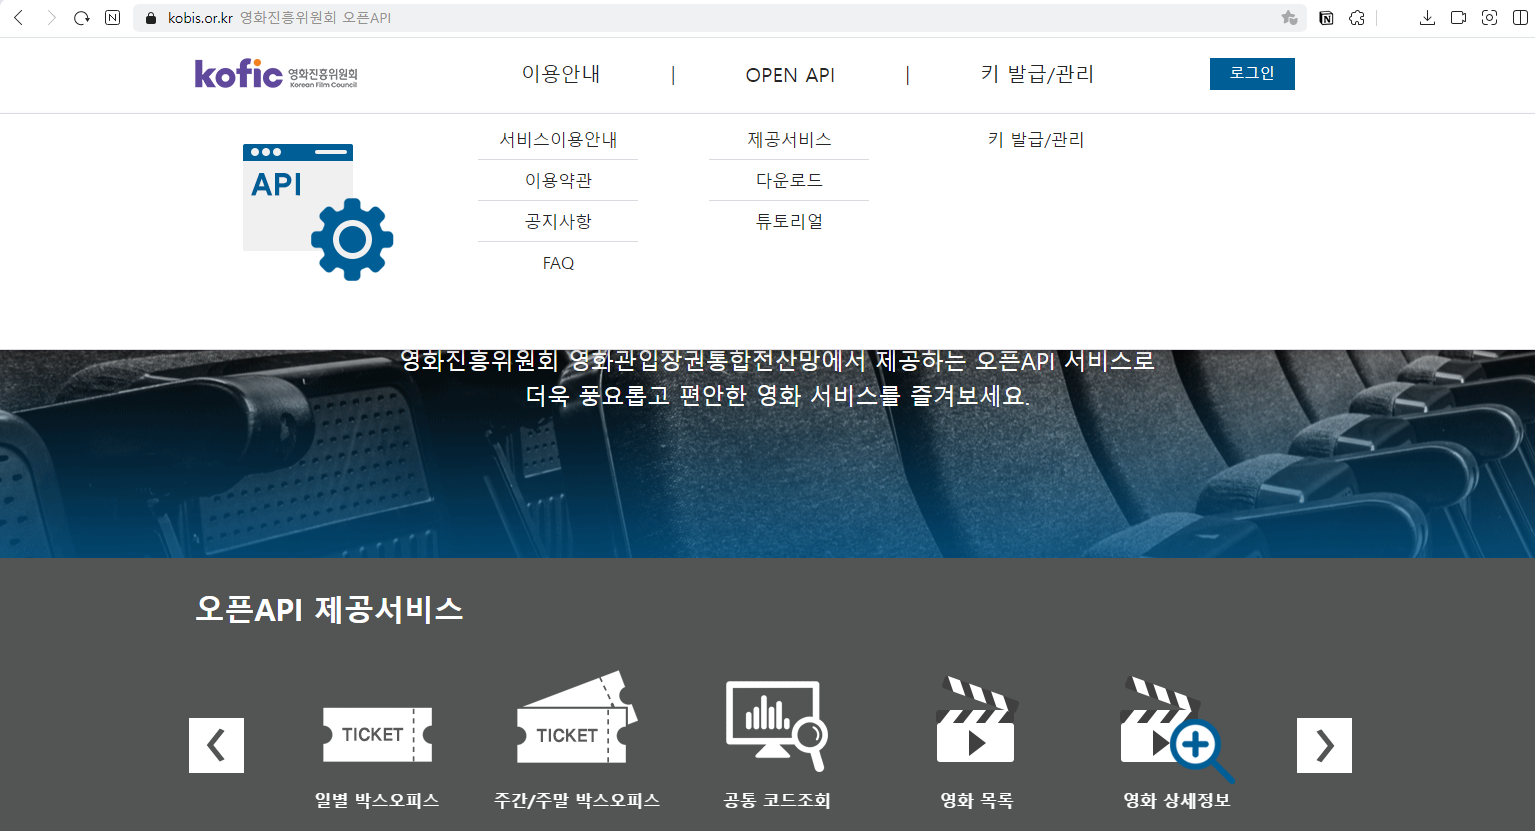 kobis.or.kr 영화진흥위원회 오픈API
kofic 영화진흥위원회
Korean Film Council
이용안내 | OPEN API | 키 발급/관리
로그인
API
서비스이용안내
이용약관
공지사항
FAQ
제공서비스
다운로드
튜토리얼
키 발급/관리
영화진흥위원회 영화관입장권통합전산망에서 제공하는 오픈API 서비스로
더욱 풍요롭고 편안한 영화 서비스를 즐겨보세요.
오픈API 제공서비스
TICKET
일별 박스오피스
TICKET
주간/주말 박스오피스
공통 코드조회
영화 목록
영화 상세정보